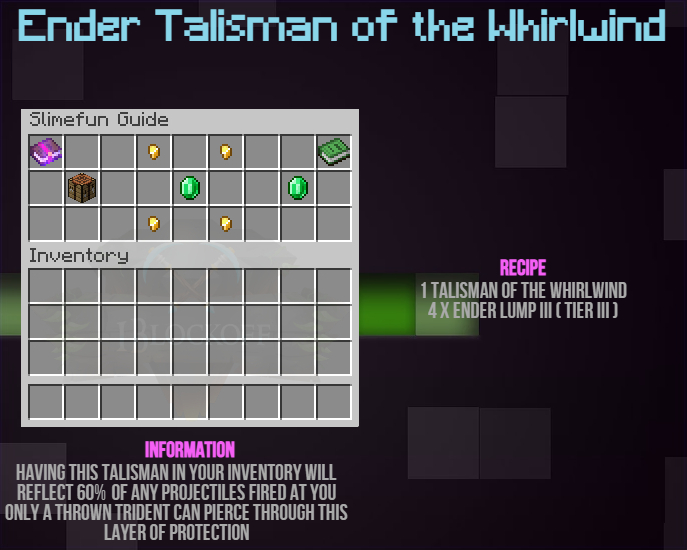 Ender Talisman of the Whirlwind
Slimefun Guide
Inventory
IBLOCKOFF
RECIPE
1 TALISMAN OF THE WHIRLWIND
4 X ENDER LUMP III ( TIER III )
INFORMATION
HAVING THIS TALISMAN IN YOUR INVENTORY WILL
REFLECT 60% OF ANY PROJECTILES FIRED AT YOU
ONLY A THROWN TRIDENT CAN PIERCE THROUGH THIS
LAYER OF PROTECTION